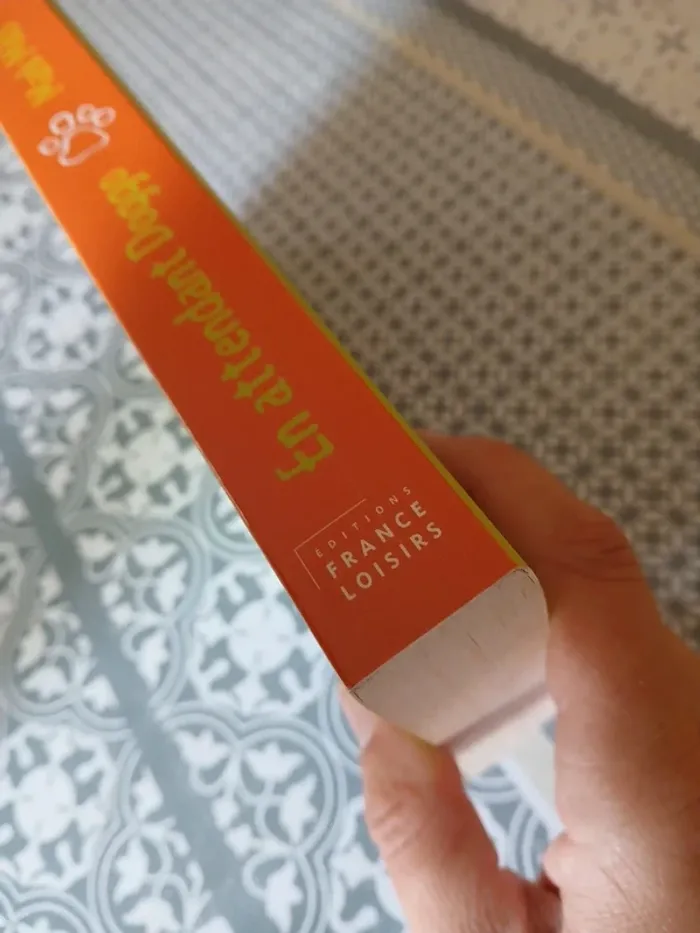 En attendant Doggo
ÉDITIONS
FRANCE
LOISIRS